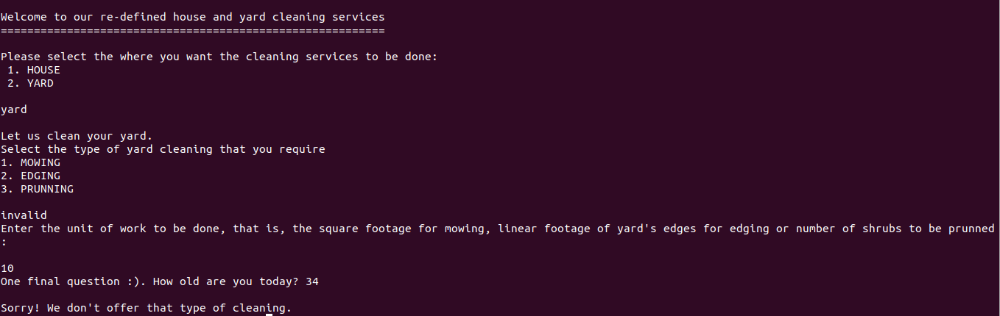 Welcome to our re-defined house and yard cleaning services
==========================================================
Please select the where you want the cleaning services to be done:
1. HOUSE
2. YARD
yard
Let us clean your yard.
Select the type of yard cleaning that you require
1. MOWING
2. EDGING
3. PRUNNING
invalid
Enter the unit of work to be done, that is, the square footage for mowing, linear footage of yard's edges for edging or number of shrubs to be prunned
:
10
One final question :). How old are you today? 34
Sorry! We don't offer that type of cleaning.